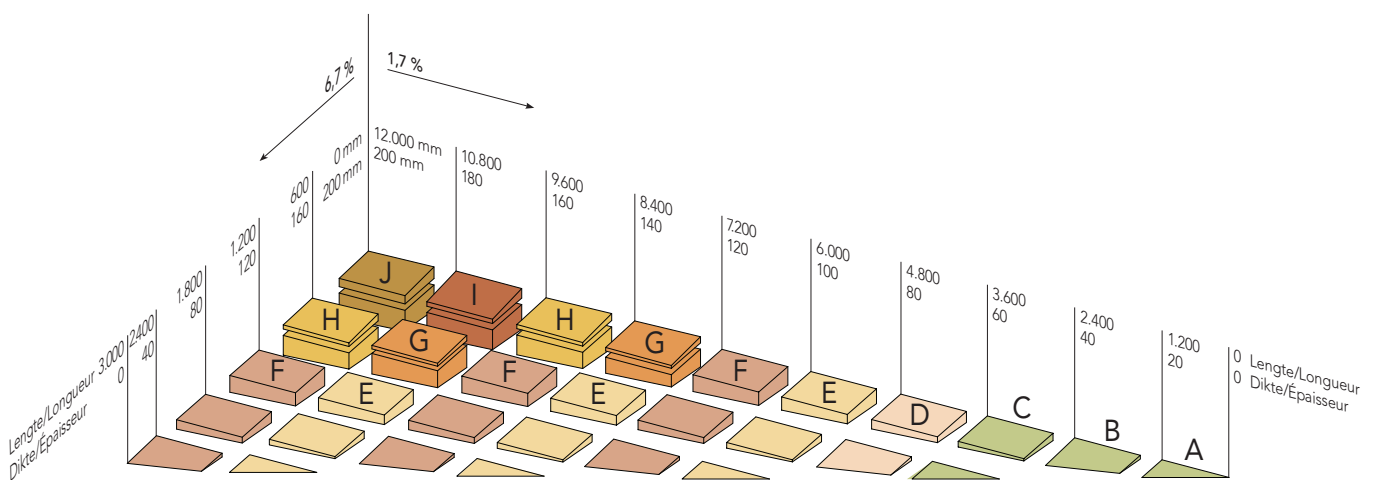 6,7 %
1,7 %
0 mm
200 mm
12.000 mm
200 mm
600
160
10.800
180
1.200
120
9.600
160
1.800
80
8.400
140
2400
40
7.200
120
Lengte/Longueur 3.000
Dikte/Épaisseur 0
6.000
100
4.800
80
3.600
60
2.400
40
1.200
20
0 Lengte/Longueur
0 Dikte/Épaisseur
J
I
H
H
G
G
F
F
F
E
E
E
D
C
B
A